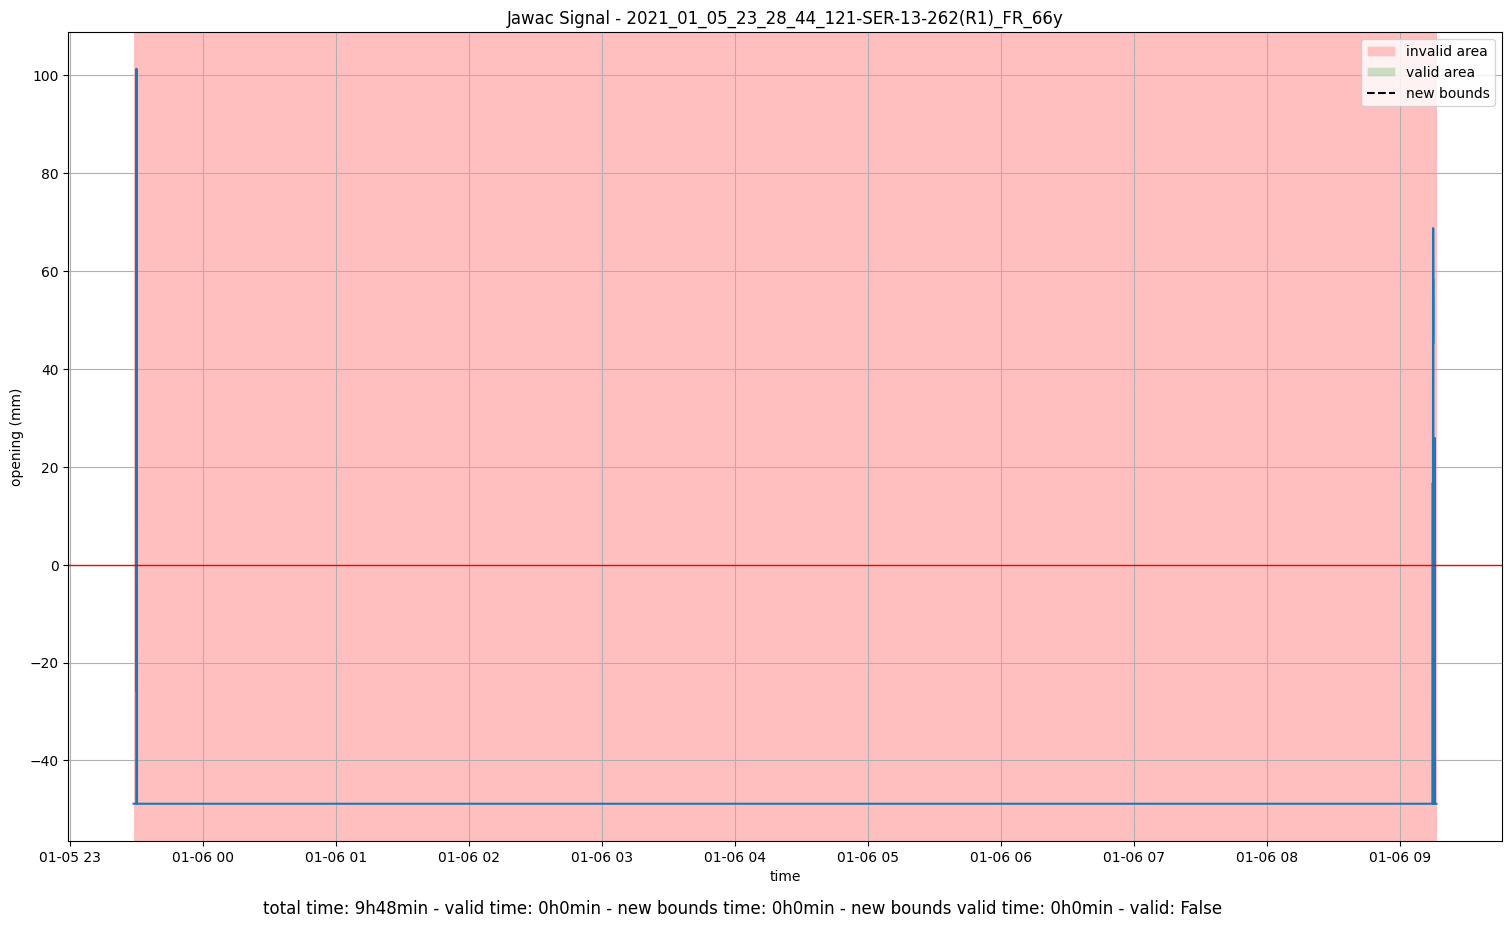 Jawac Signal - 2021_01_05_23_28_44_121-SER-13-262(R1)_FR_66y
invalid area
valid area
new bounds
100
80
60
40
20
0
−20
−40
opening (mm)
01-05 23 01-06 00 01-06 01 01-06 02 01-06 03 01-06 04 01-06 05 01-06 06 01-06 07 01-06 08 01-06 09
time
total time: 9h48min - valid time: 0h0min - new bounds time: 0h0min - new bounds valid time: 0h0min - valid: False